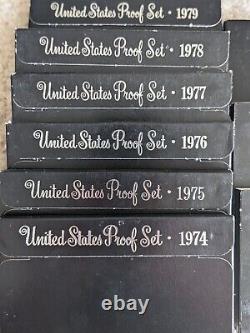 United States Proof Set · 1979
United States Proof Set · 1978
United States Proof Set · 1977
United States Proof Set · 1976
United States Proof Set · 1975
United States Proof Set · 1974